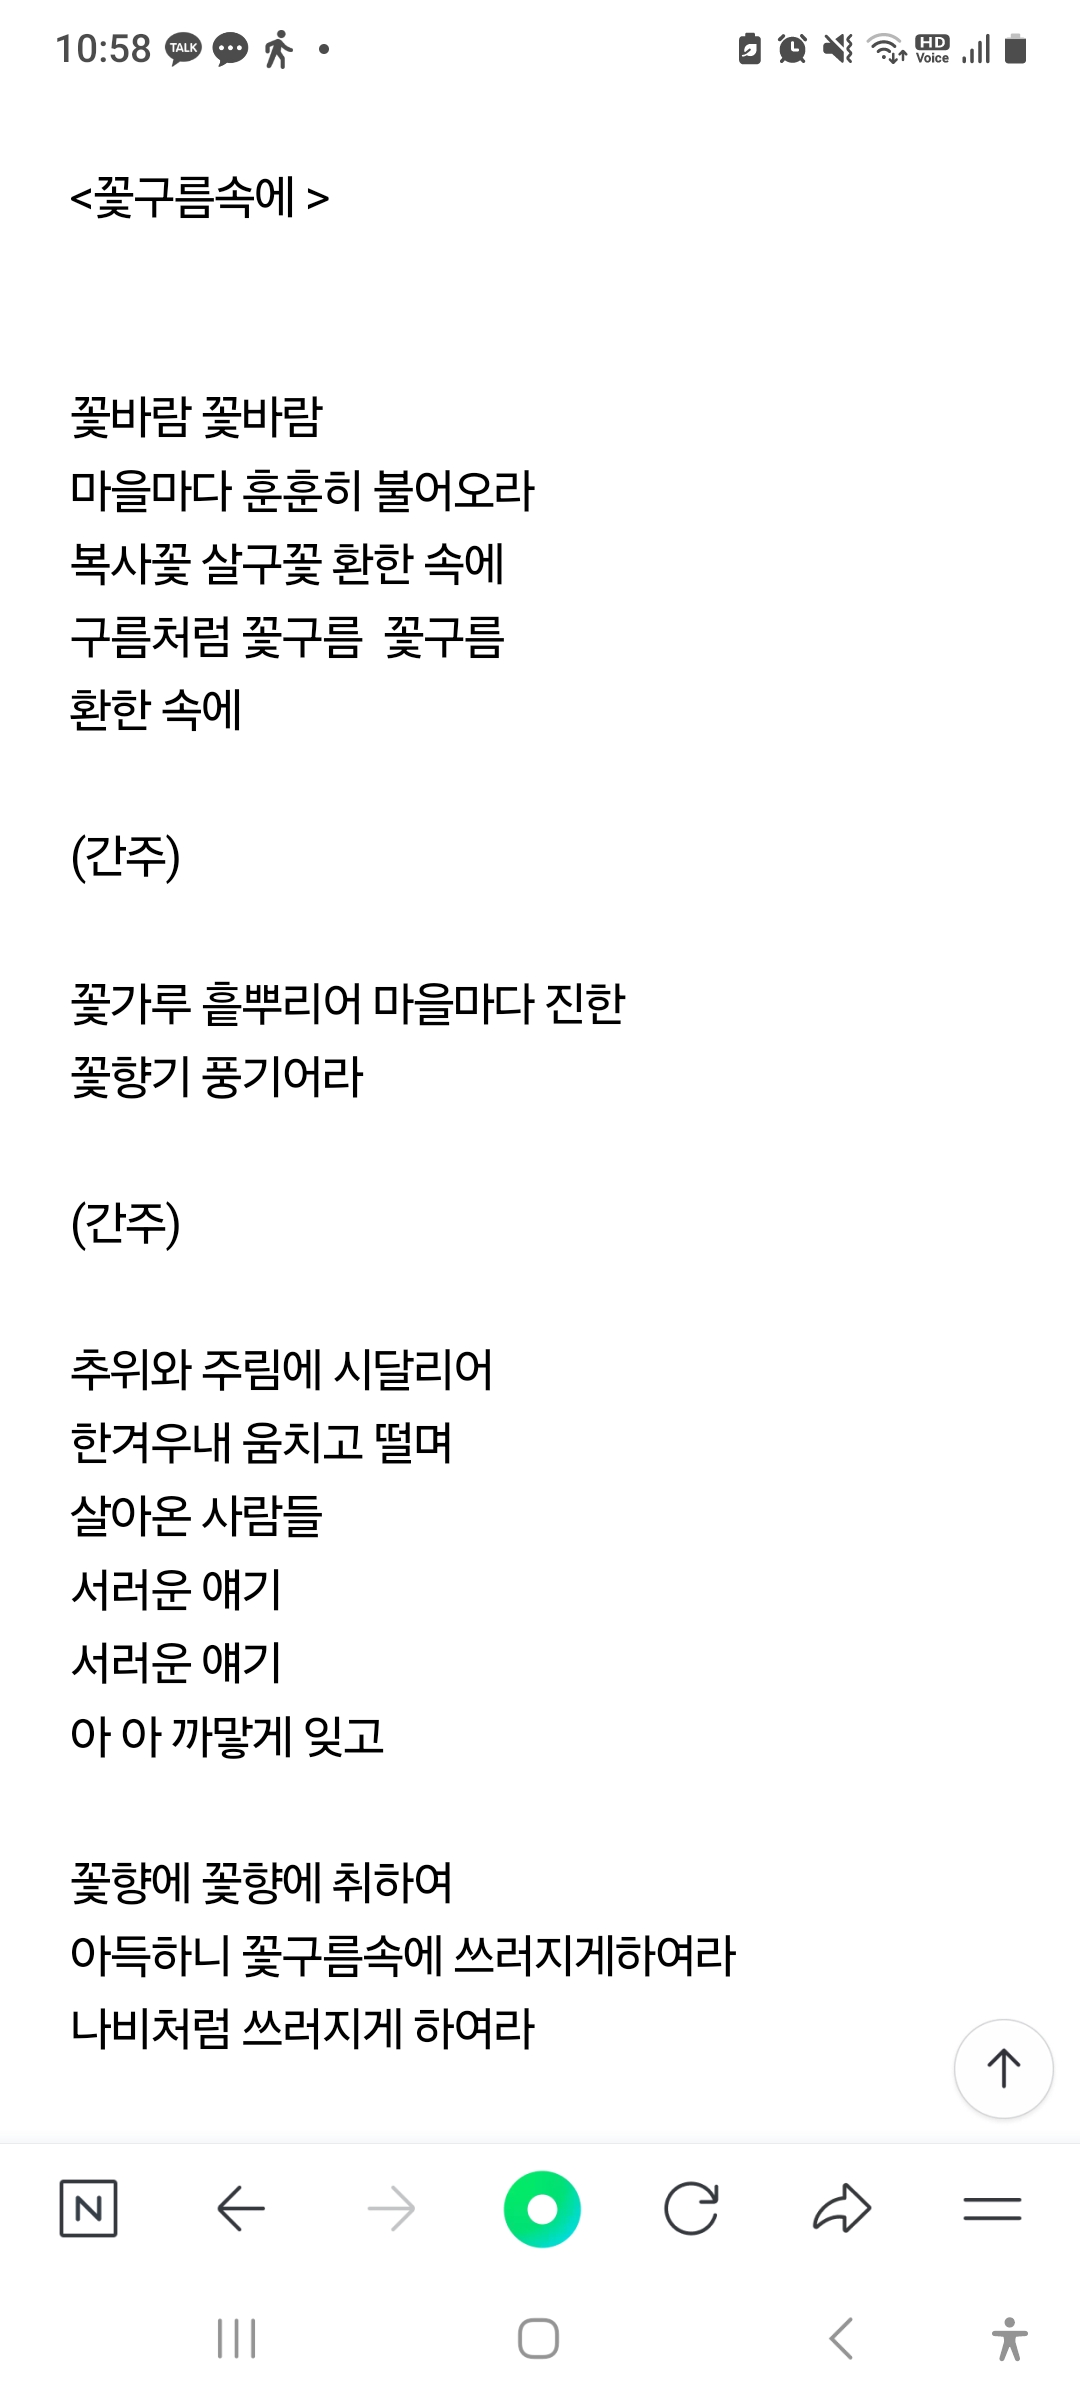 10:58 TALK HD Voice
<꽃구름속에 >
꽃바람 꽃바람
마을마다 훈훈히 불어오라
복사꽃 살구꽃 환한 속에
구름처럼 꽃구름  꽃구름
환한 속에
(간주)
꽃가루 흩뿌리어 마을마다 진한
꽃향기 풍기어라
(간주)
추위와 주림에 시달리어
한겨우내 움치고 떨며
살아온 사람들
서러운 얘기
서러운 얘기
아 아 까맣게 잊고
꽃향에 꽃향에 취하여
아득하니 꽃구름속에 쓰러지게하여라
나비처럼 쓰러지게 하여라
N